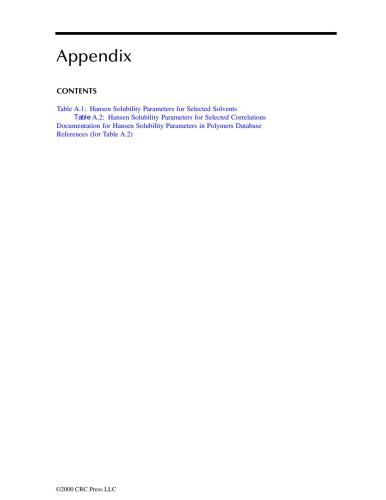 Appendix
CONTENTS
Table A.1: Hansen Solubility Parameters for Selected Solvents
Table A.2: Hansen Solubility Parameters for Selected Correlations
Documentation for Hansen Solubility Parameters in Polymers Database
References (for Table A.2)
©2000 CRC Press LLC